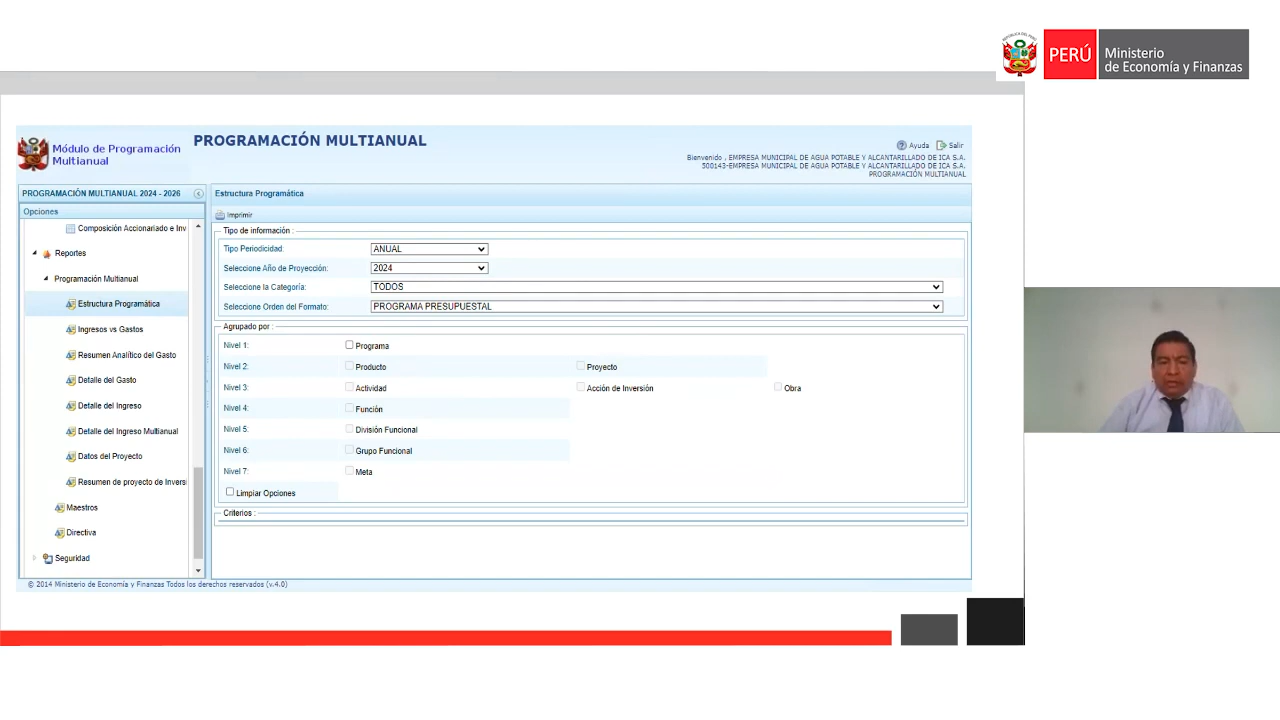 REPÚBLICA DEL PERÚ
PERÚ
Ministerio
de Economía y Finanzas
Módulo de Programación
Multianual
PROGRAMACIÓN MULTIANUAL
Ayuda
Salir
Bienvenido , EMPRESA MUNICIPAL DE AGUA POTABLE Y ALCANTARILLADO DE ICA S.A.
500143-EMPRESA MUNICIPAL DE AGUA POTABLE Y ALCANTARILLADO DE ICA S.A.
PROGRAMACIÓN MULTIANUAL
PROGRAMACIÓN MULTIANUAL 2024 - 2026
Opciones
Composición Accionariado e Inv
Reportes
Programación Multianual
Estructura Programática
Ingresos vs Gastos
Resumen Analítico del Gasto
Detalle del Gasto
Detalle del Ingreso
Detalle del Ingreso Multianual
Datos del Proyecto
Resumen de proyecto de Invers
Maestros
Directiva
Seguridad
Estructura Programática
Imprimir
Tipo de información :
Tipo Periodicidad: ANUAL
Seleccione Año de Proyección: 2024
Seleccione la Categoría: TODOS
Seleccione Orden del Formato: PROGRAMA PRESUPUESTAL
Agrupado por :
Nivel 1: Programa
Nivel 2: Producto Proyecto
Nivel 3: Actividad Acción de Inversión Obra
Nivel 4: Función
Nivel 5: División Funcional
Nivel 6: Grupo Funcional
Nivel 7: Meta
Limpiar Opciones
Criterios :
© 2014 Ministerio de Economía y Finanzas Todos los derechos reservados (v.4.0)